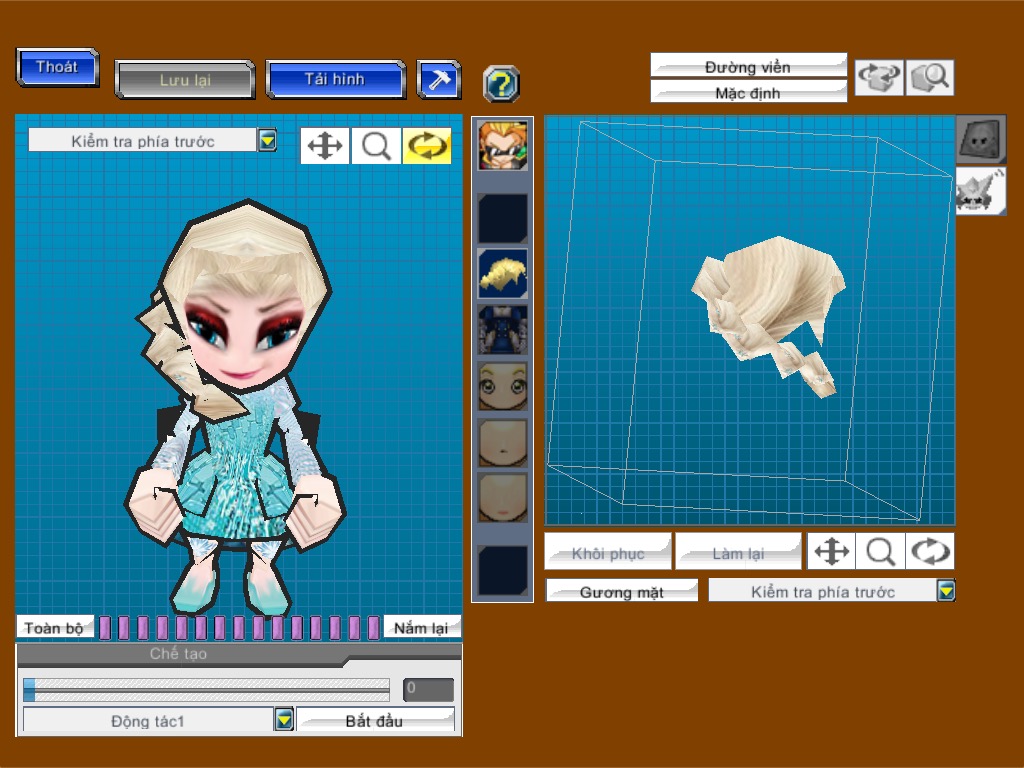 Thoát
Lưu lại
Tải hình
Đường viền
Mặc định
Kiểm tra phía trước
Khôi phục
Làm lại
Gương mặt
Kiểm tra phía trước
Toàn bộ
Nắm lại
Chế tạo
0
Động tác1
Bắt đầu